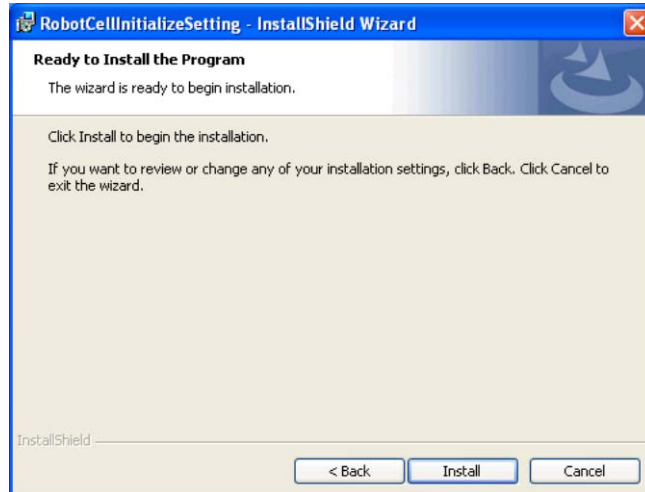 RobotCellInitializeSetting - InstallShield Wizard
Ready to Install the Program
The wizard is ready to begin installation.
Click Install to begin the installation.
If you want to review or change any of your installation settings, click Back. Click Cancel to
exit the wizard.
InstallShield
< Back Install Cancel